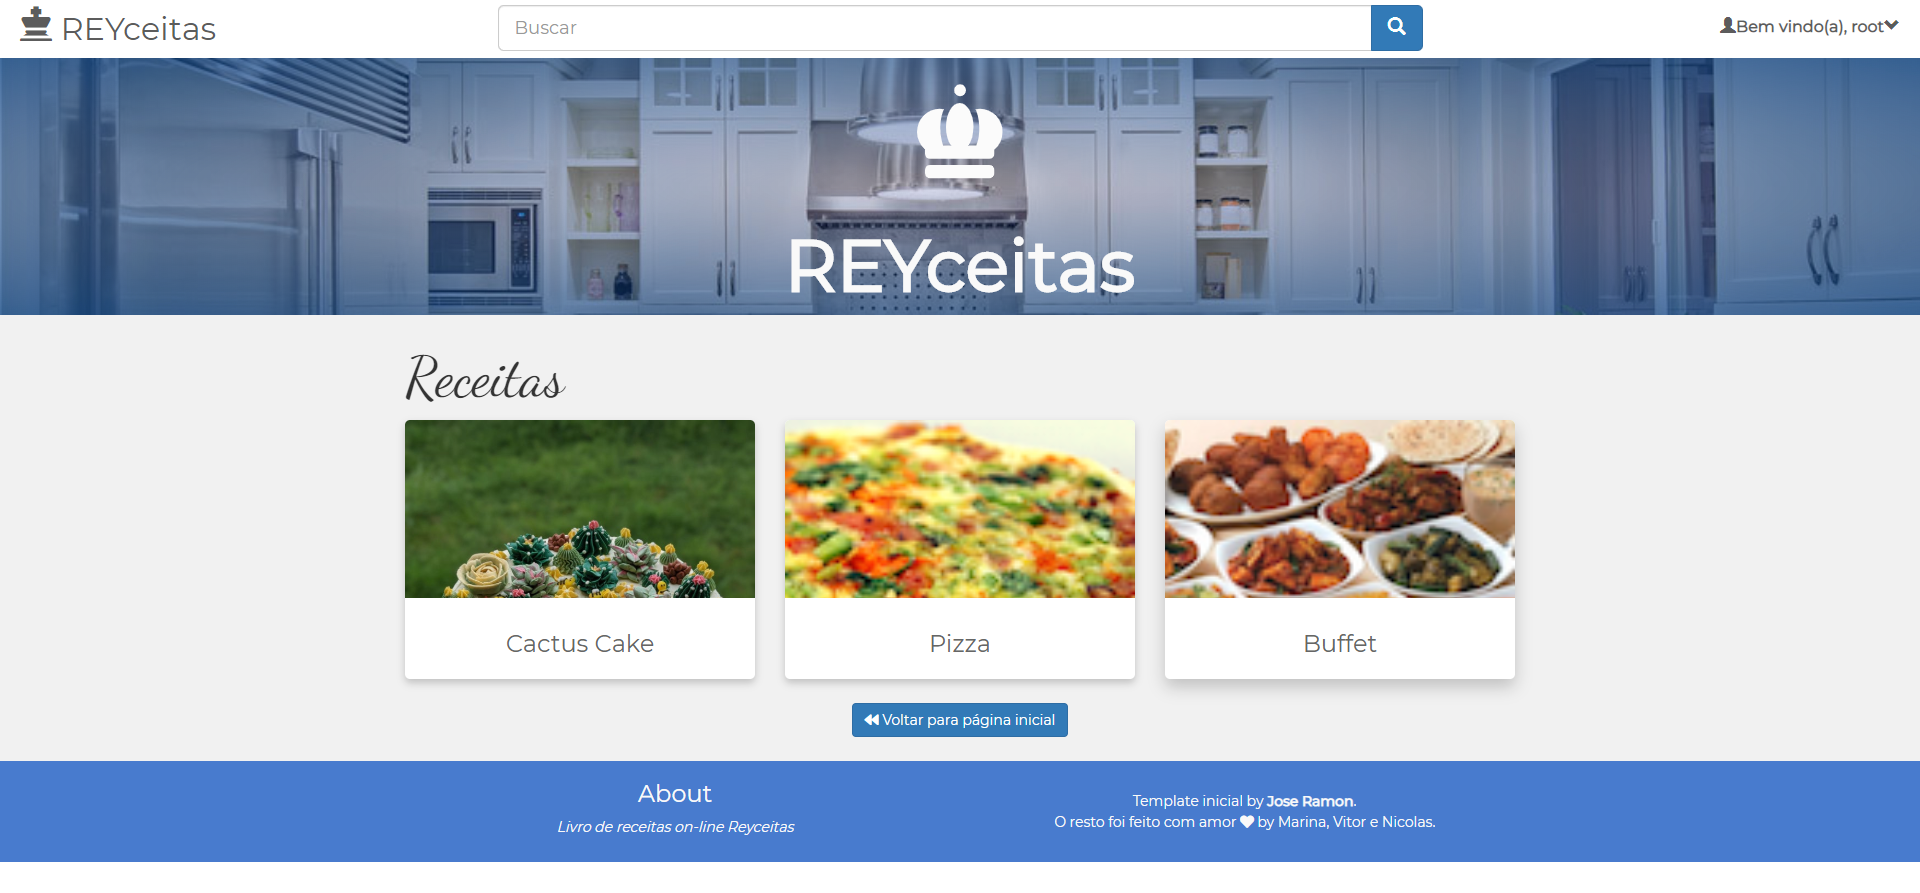 REYceitas
Buscar
Bem vindo(a), root
REYceitas
Receitas
Cactus Cake
Pizza
Buffet
Voltar para página inicial
About
Livro de receitas on-line Reyceitas
Template inicial by Jose Ramon.
O resto foi feito com amor ♥ by Marina, Vitor e Nicolas.